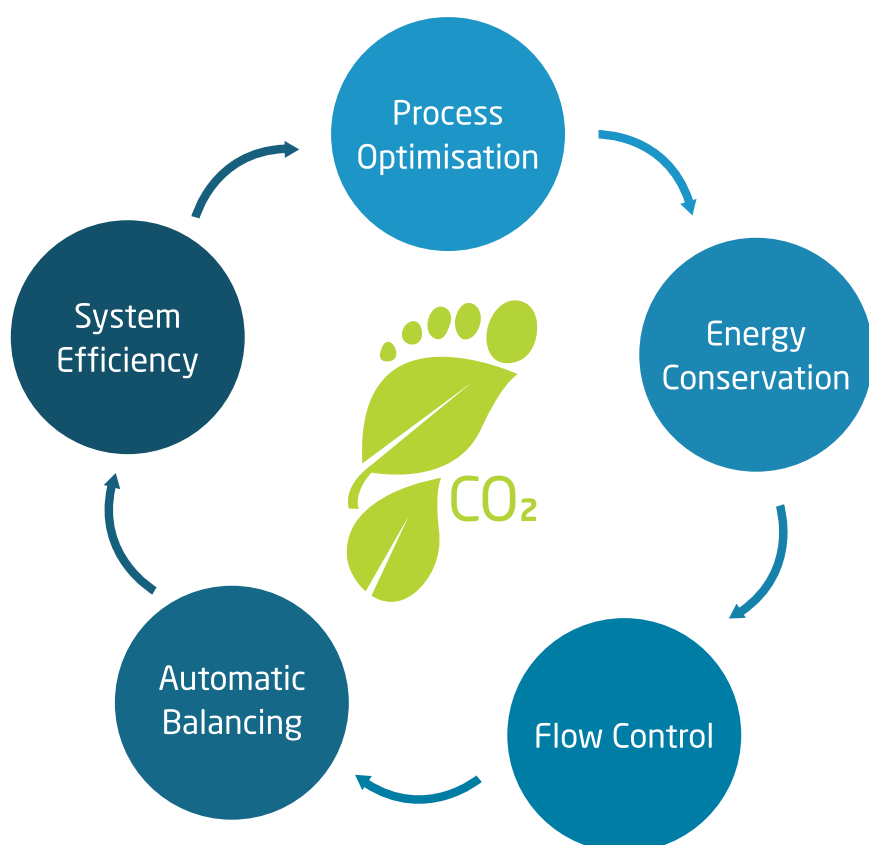 Process
Optimisation
Energy
Conservation
Flow Control
Automatic
Balancing
System
Efficiency
CO₂